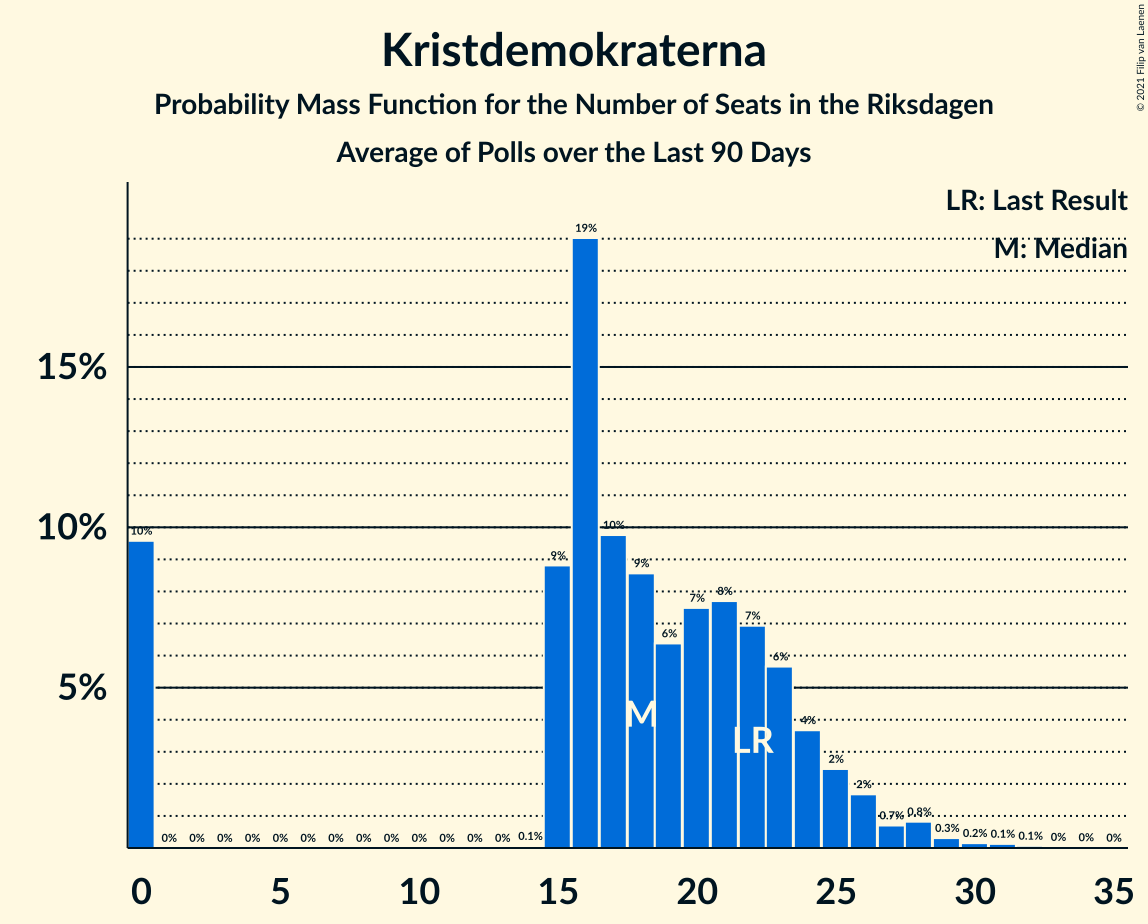 Kristdemokraterna
Probability Mass Function for the Number of Seats in the Riksdagen
Average of Polls over the Last 90 Days
© 2021 Filip van Laenen
LR: Last Result
M: Median
19%
15%
10%
10% 10%
9% 9%
7% 8% 7%
6% 6%
5%
M LR
4%
2% 2%
0% 0% 0% 0% 0% 0% 0% 0% 0% 0% 0% 0% 0% 0.1% 0.7% 0.8% 0.3% 0.2% 0.1% 0.1% 0% 0% 0%
0 5 10 15 20 25 30 35